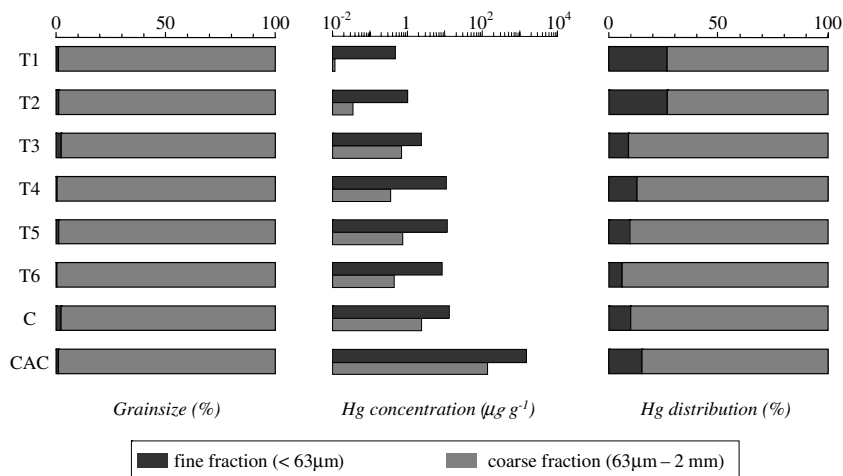 0 50 100
10-2 1 102 104
0 50 100
T1
T2
T3
T4
T5
T6
C
CAC
Grainsize (%)
Hg concentration (μg g-1)
Hg distribution (%)
fine fraction (< 63μm)
coarse fraction (63μm – 2 mm)